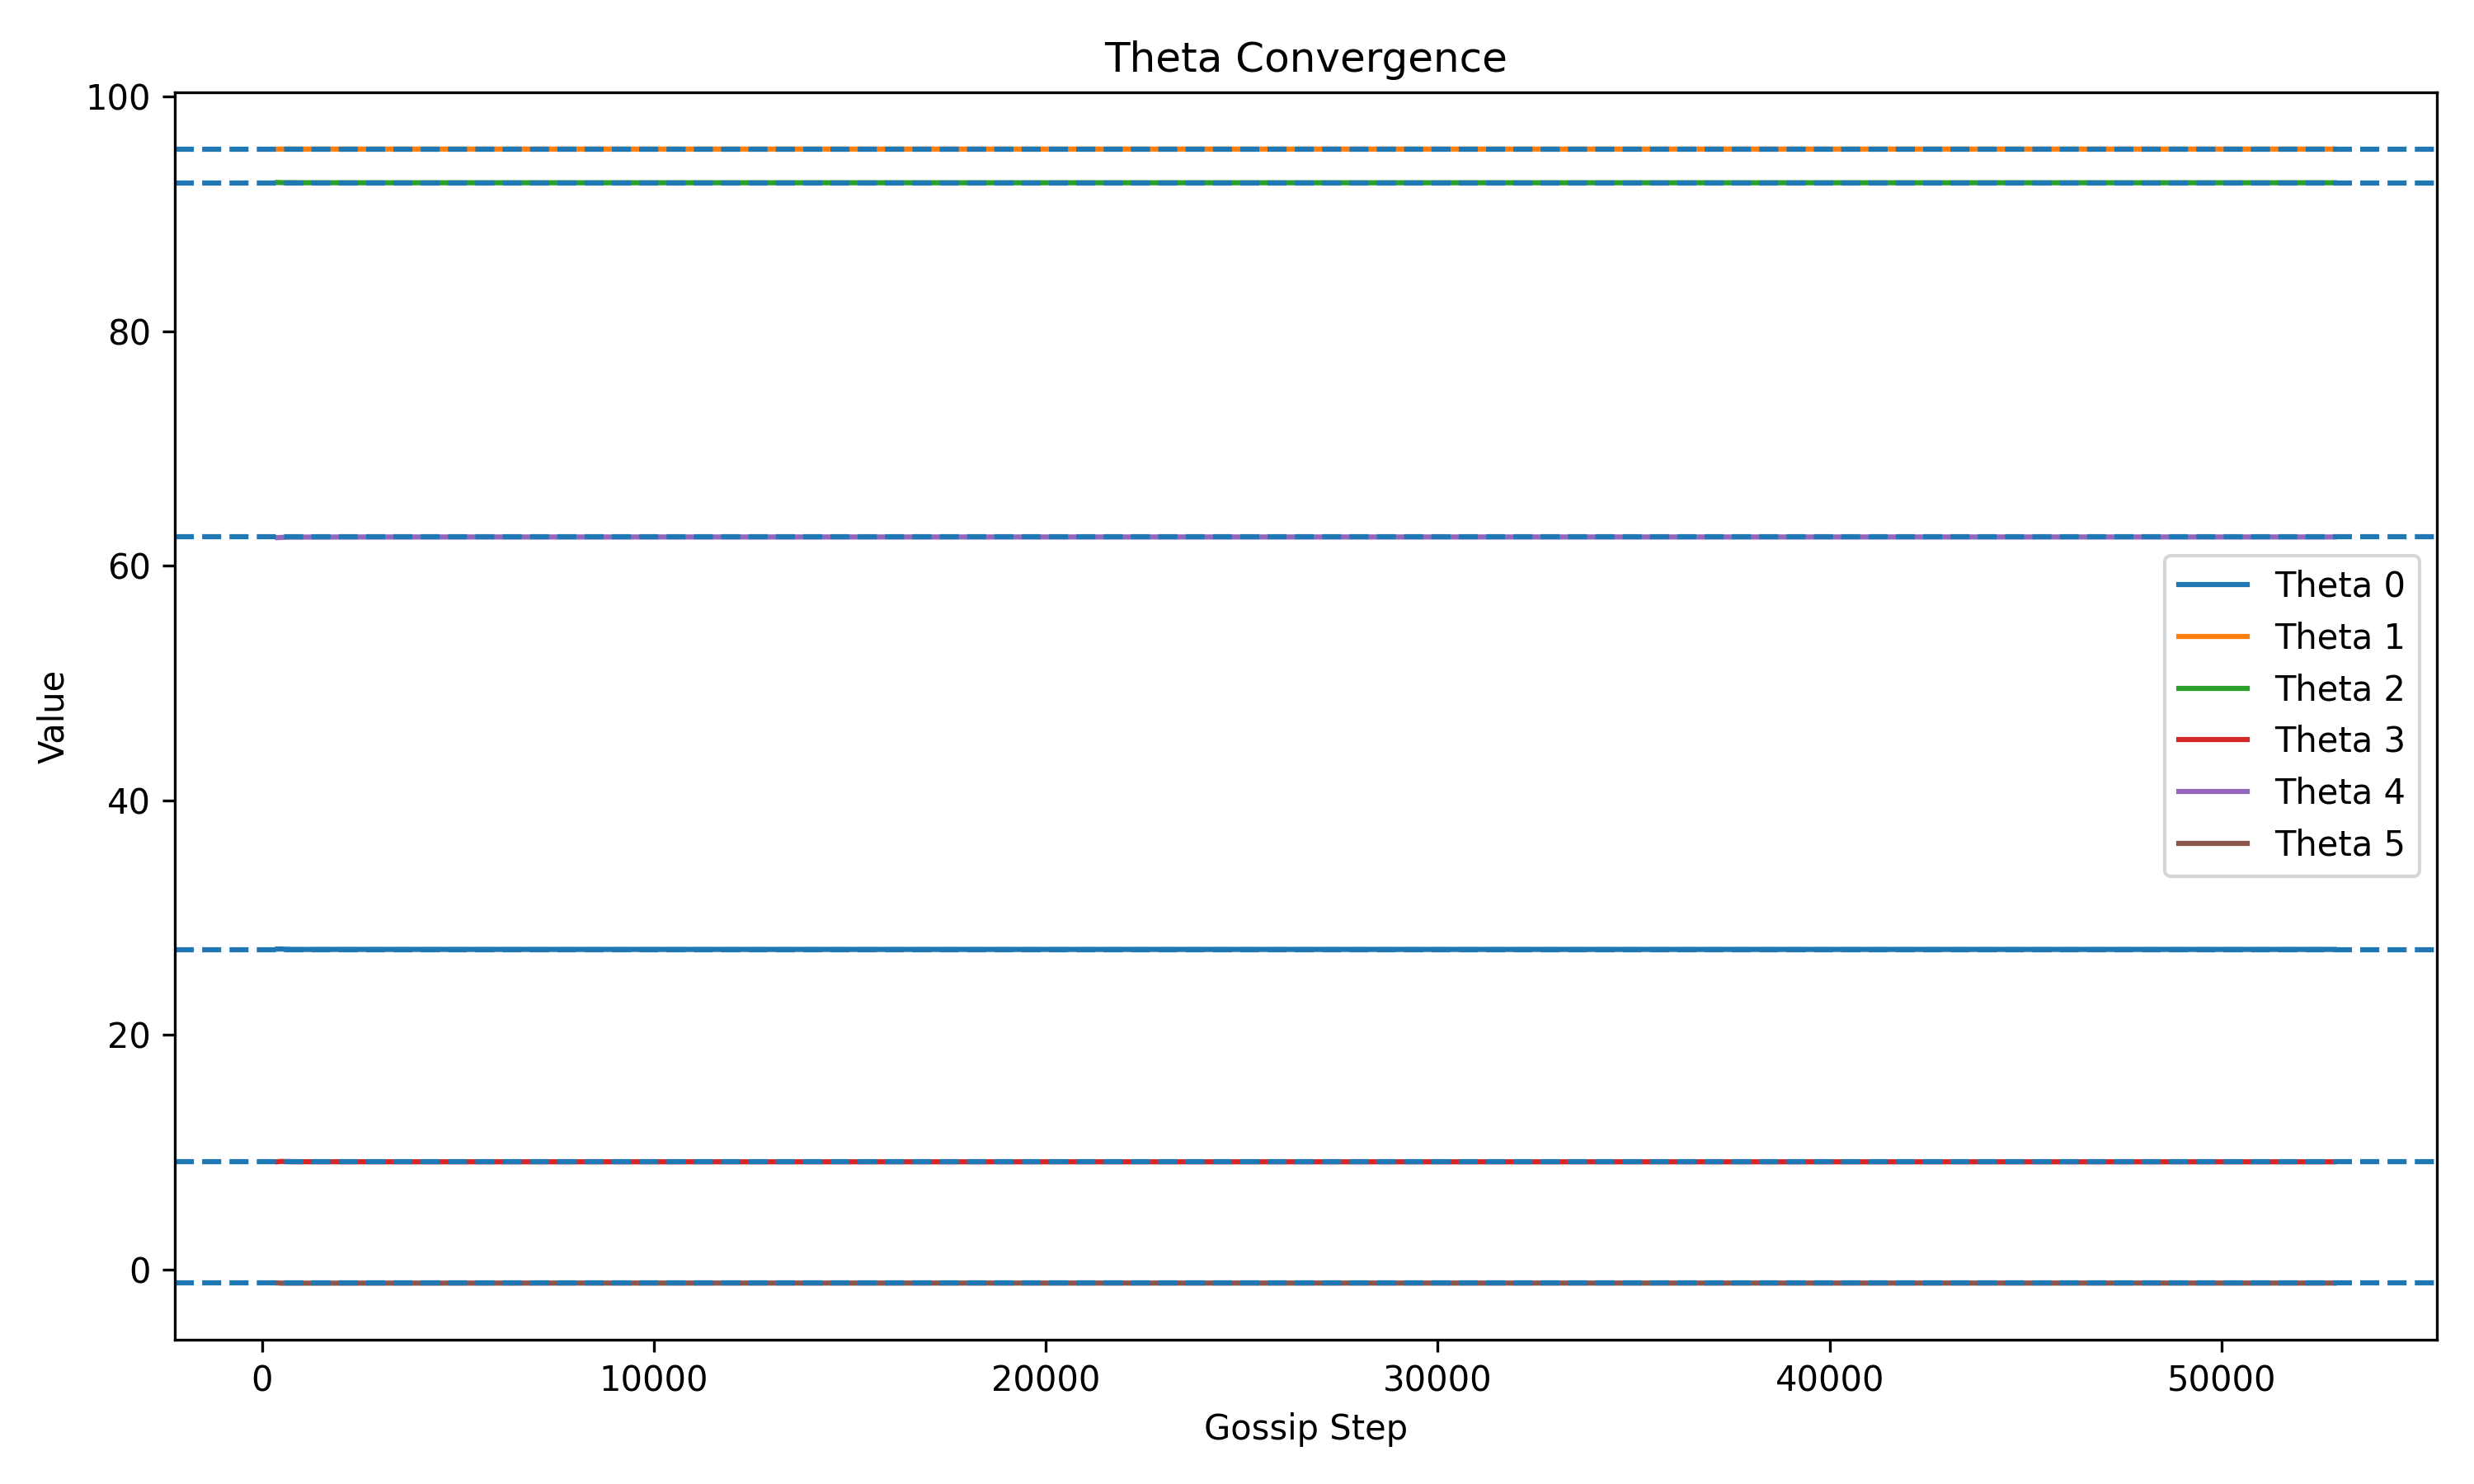 Theta Convergence
100
80
60
40
20
0
Value
Theta 0
Theta 1
Theta 2
Theta 3
Theta 4
Theta 5
0 10000 20000 30000 40000 50000
Gossip Step